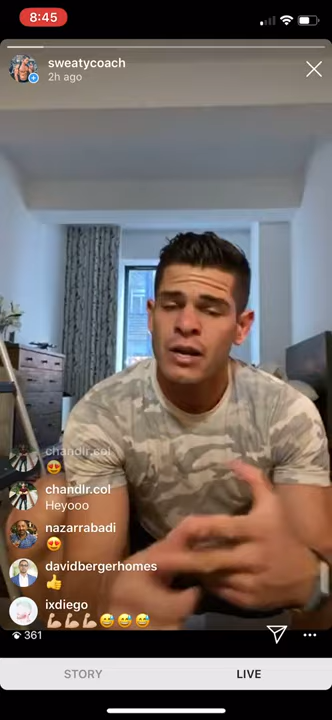 8:45
sweatycoach
2h ago
chandlr.col
😍
chandlr.col
Heyooo
nazarrabadi
😍
davidbergerhomes
👍
ixdiego
💪🏼💪🏼💪🏼😅😅😅
361
STORY
LIVE